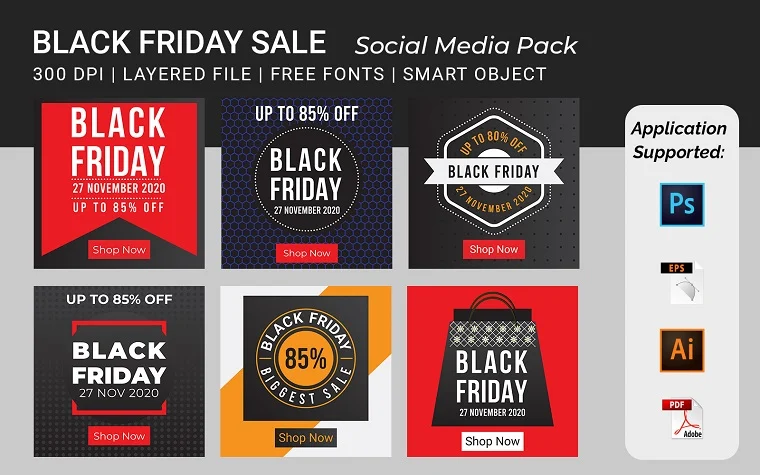 BLACK FRIDAY SALE Social Media Pack
300 DPI | LAYERED FILE | FREE FONTS | SMART OBJECT
BLACK
FRIDAY
27 NOVEMBER 2020
UP TO 85% OFF
Shop Now
UP TO 85% OFF
BLACK
FRIDAY
27 NOVEMBER 2020
Shop Now
UP TO 80% OFF
BLACK FRIDAY
27 NOVEMBER 2020
Shop Now
UP TO 85% OFF
BLACK
FRIDAY
27 NOV 2020
Shop Now
BLACK FRIDAY
85%
BIGGEST SALE
Shop Now
BLACK
FRIDAY
27 NOVEMBER 2020
Shop Now
Application
Supported:
Ps
EPS
Ai
PDF
Adobe